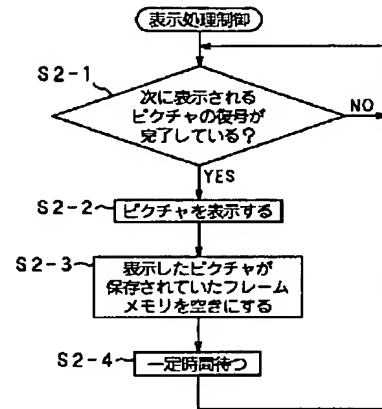 表示処理制御
S2-1
次に表示される
ピクチャの復号が
完了している?
NO
YES
S2-2
ピクチャを表示する
S2-3
表示したピクチャが
保存されていたフレーム
メモリを空きにする
S2-4
一定時間待つ